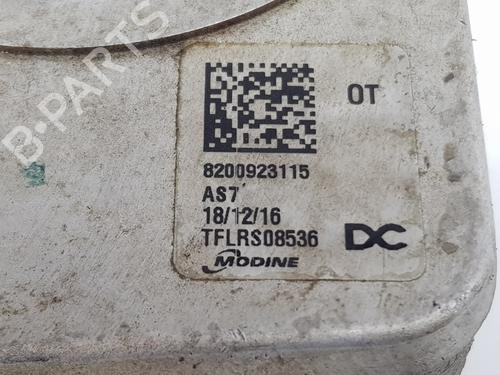 B-PARTS
OT
8200923115
AS7
18/12/16
TFLRS08536 DC
MODINE